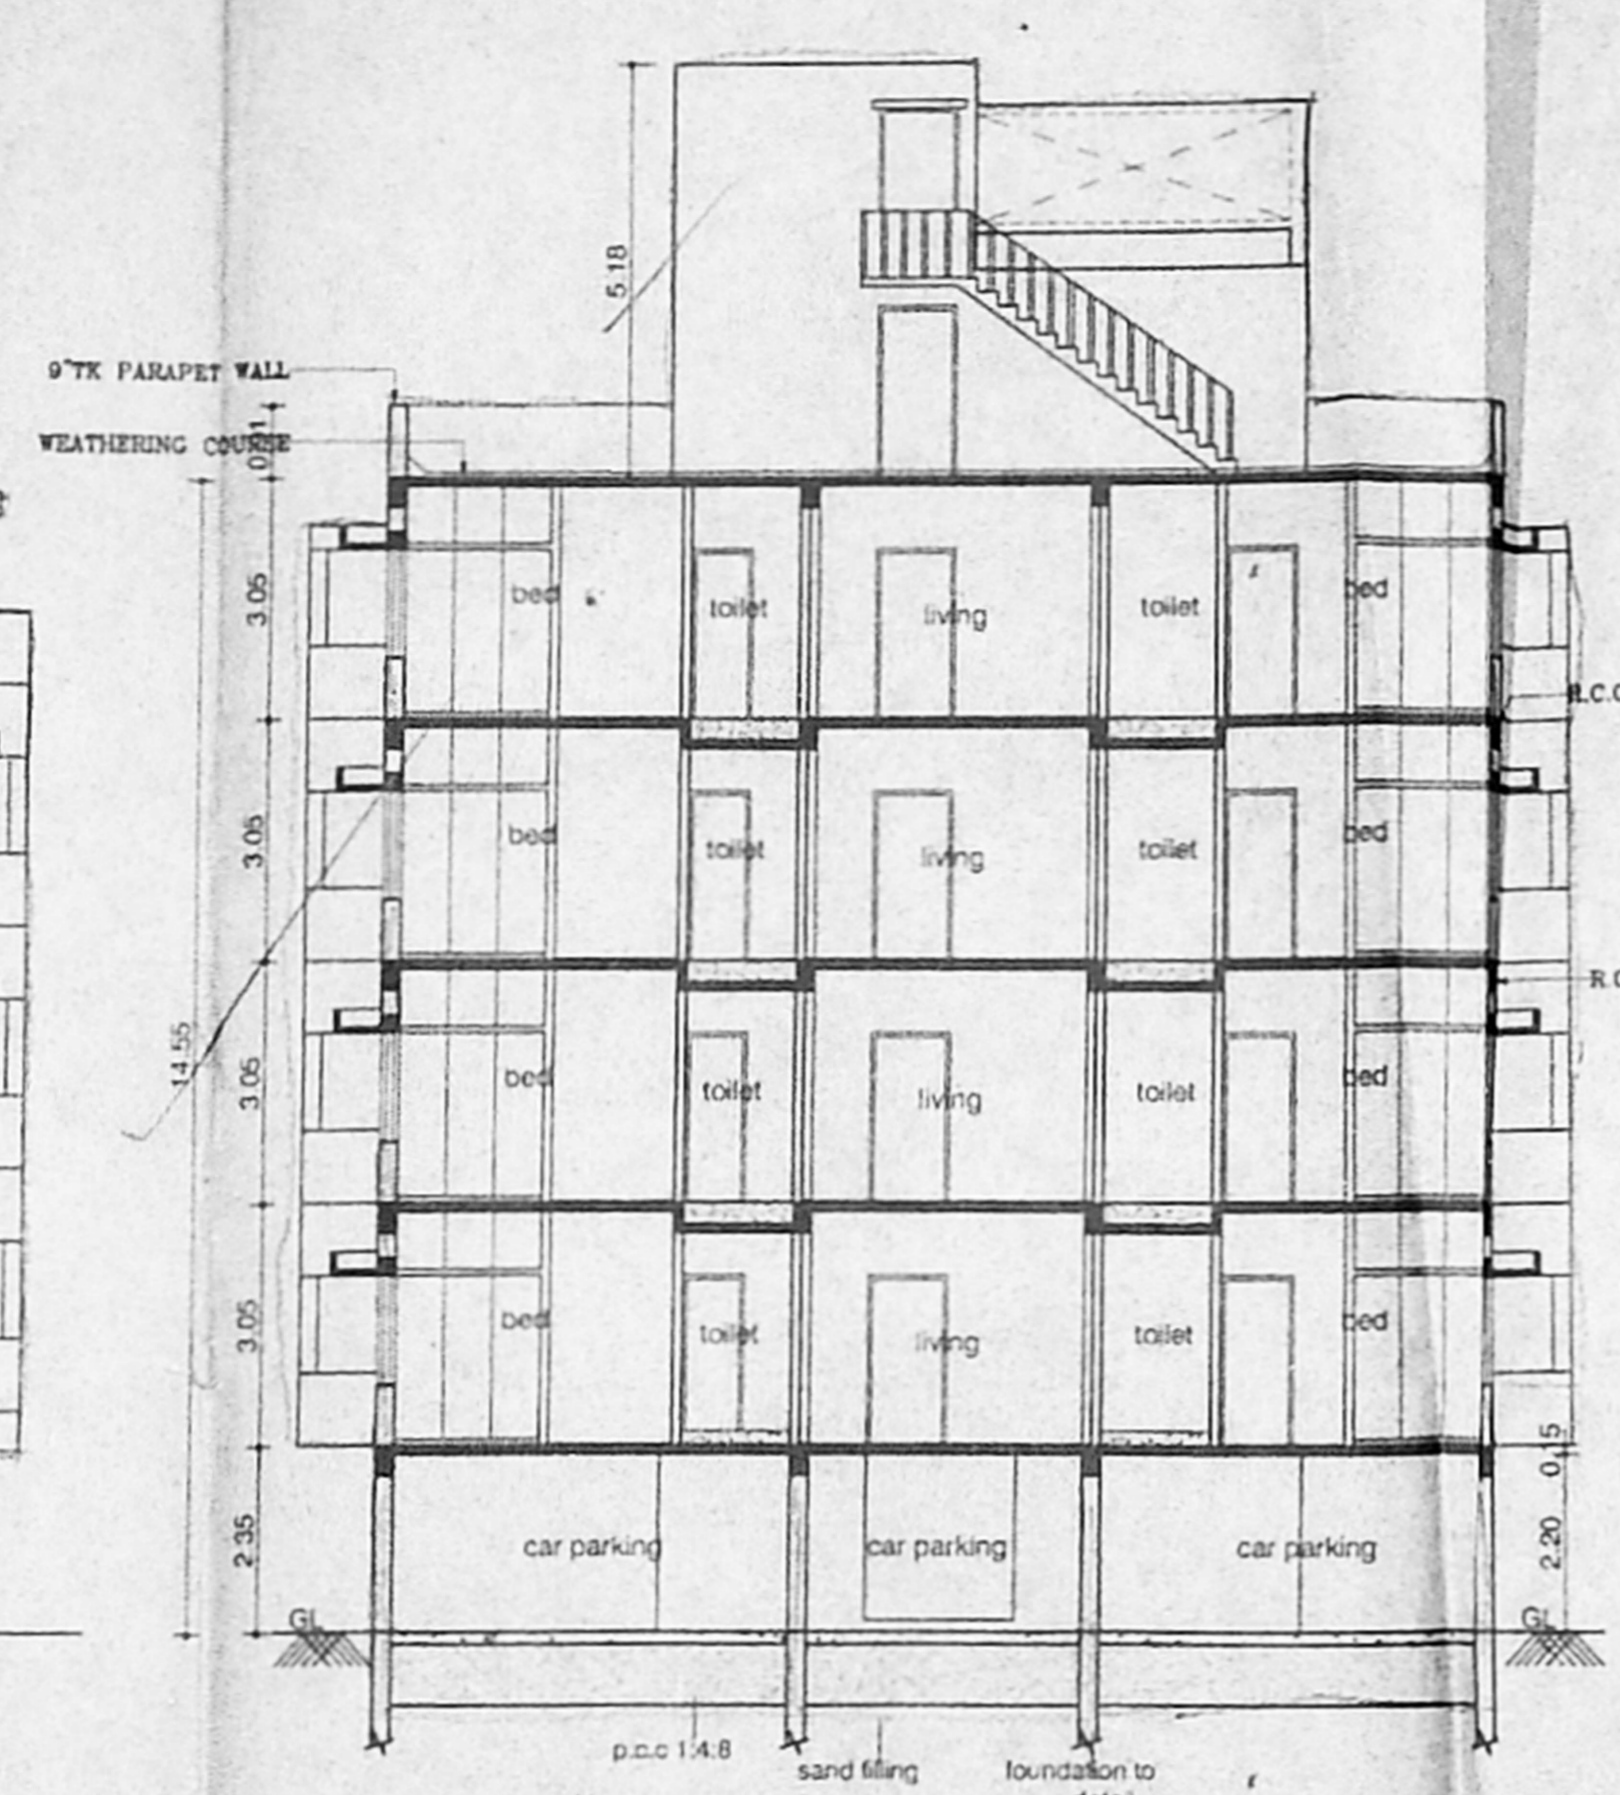 5.18
9"TK PARAPET WALL
WEATHERING COURSE
3.05
bed
toilet
living
toilet
bed
3.05
bed
toilet
living
toilet
bed
14.55
3.05
bed
toilet
living
toilet
bed
3.05
bed
toilet
living
toilet
bed
0.15
2.35
car parking
car parking
car parking
2.20
GL
GL
p.c.c 1:4:8
sand filling
foundation to